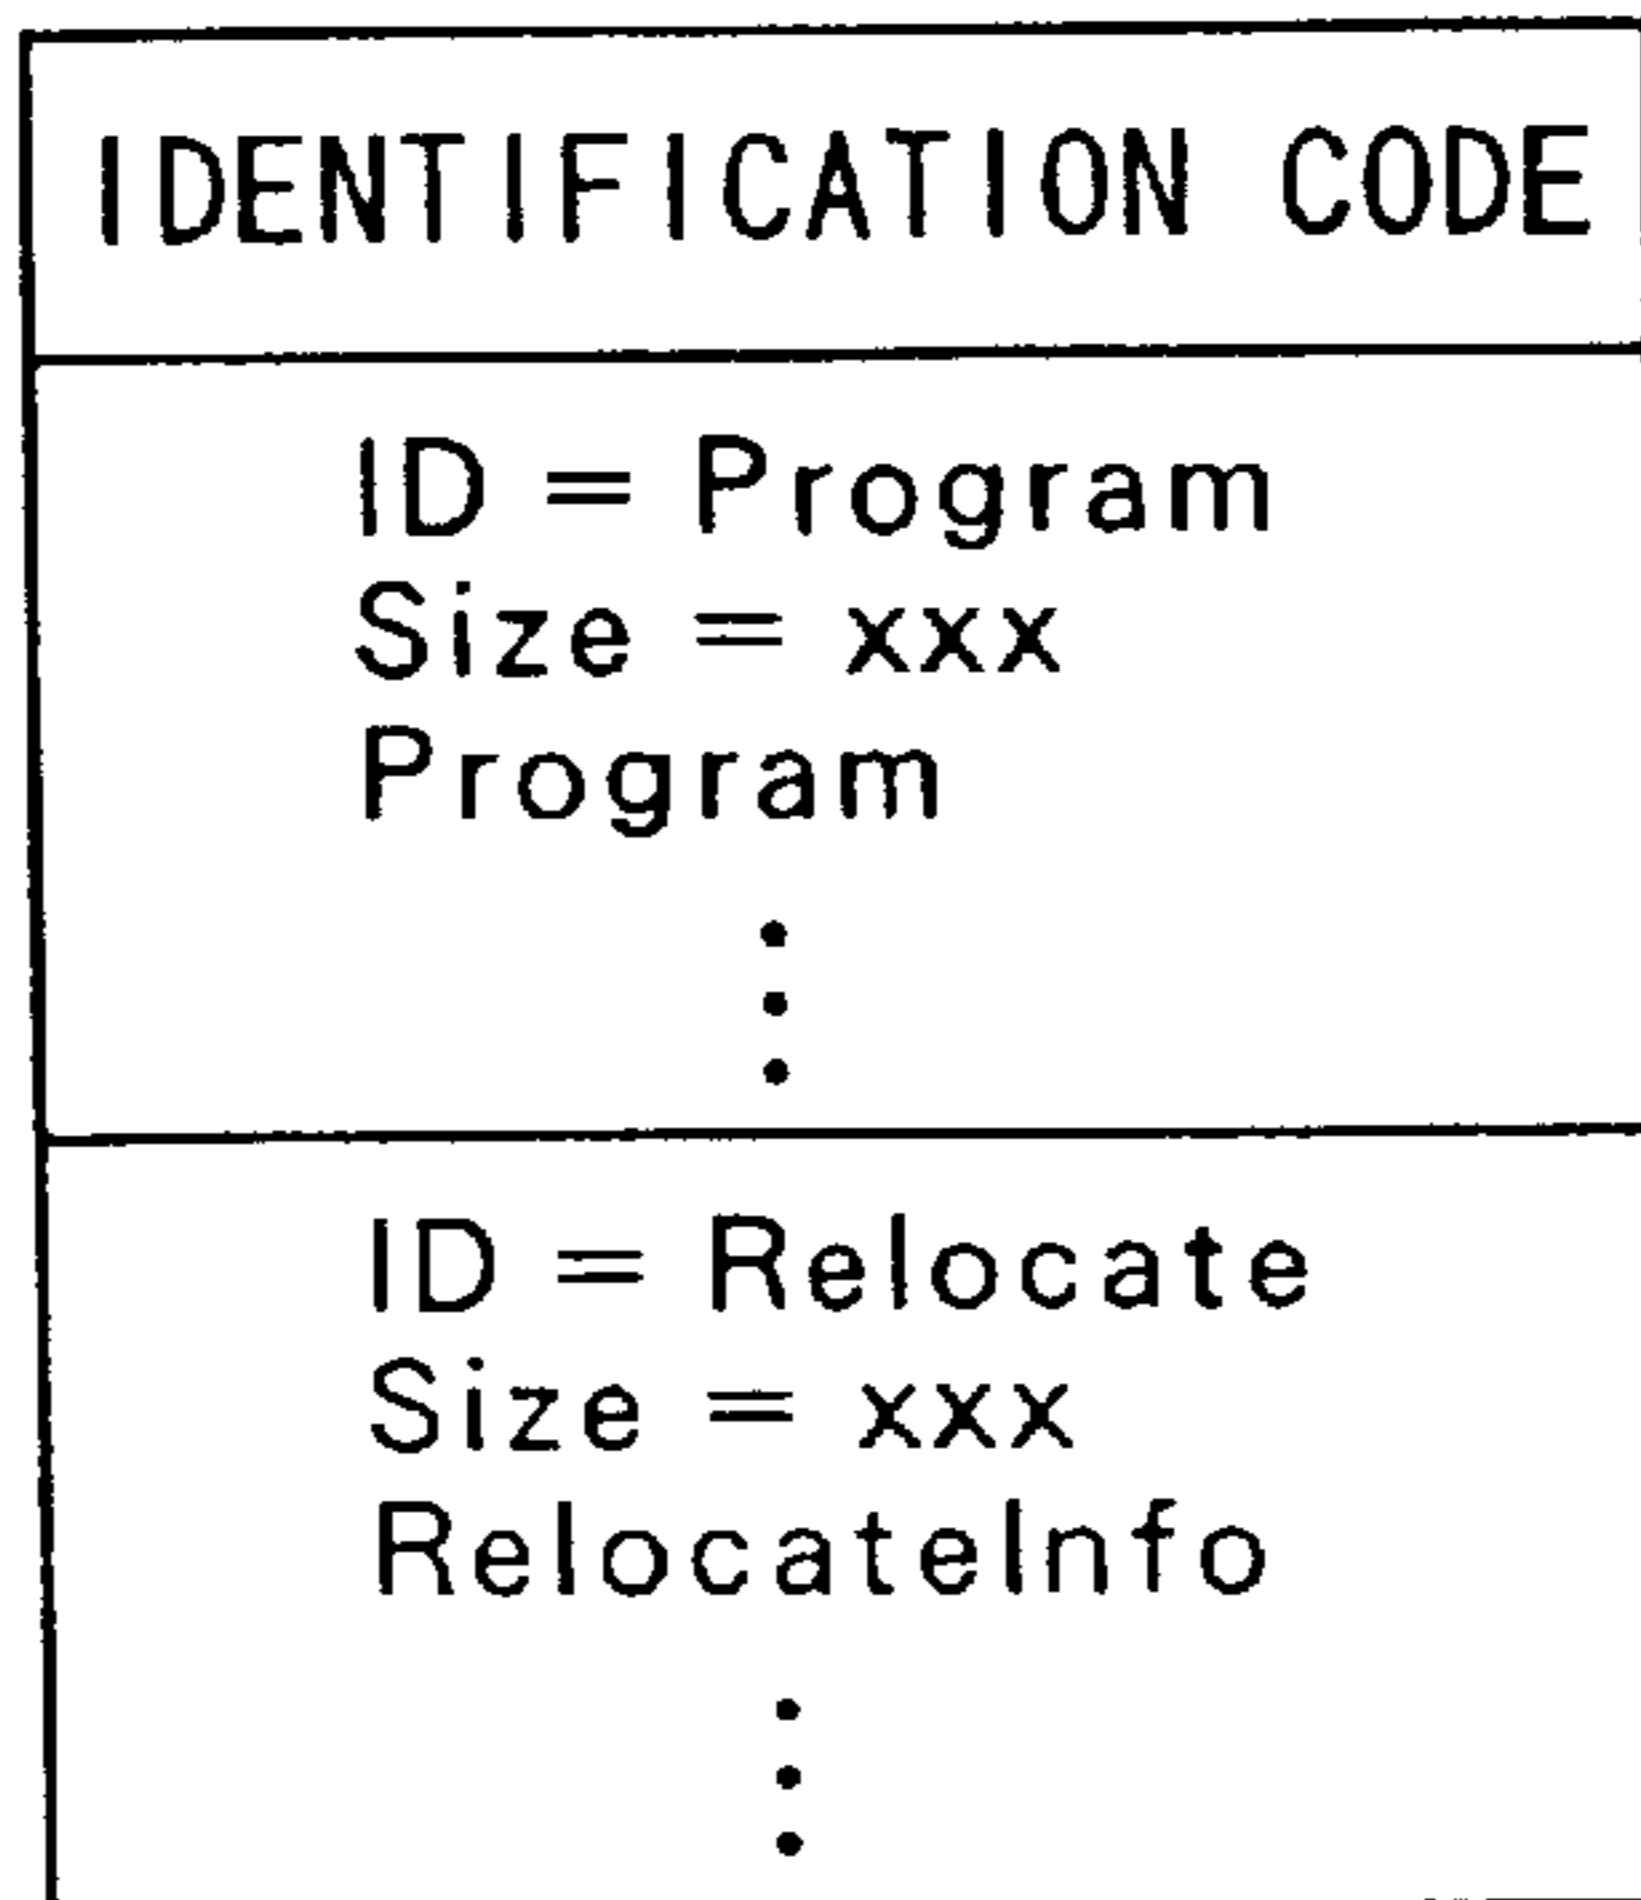 IDENTIFICATION CODE
ID = Program
Size = xxx
Program
ID = Relocate
Size = xxx
RelocateInfo